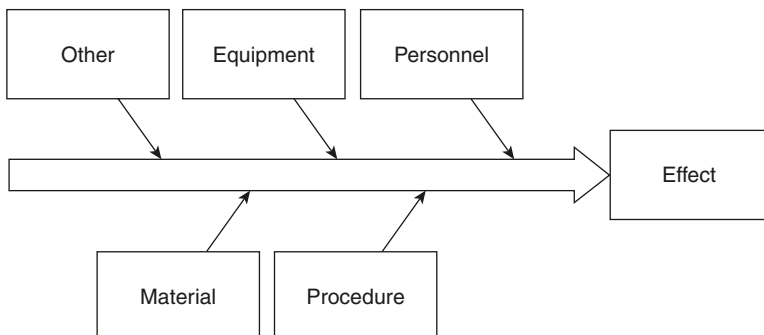 Other
Equipment
Personnel
Effect
Material
Procedure